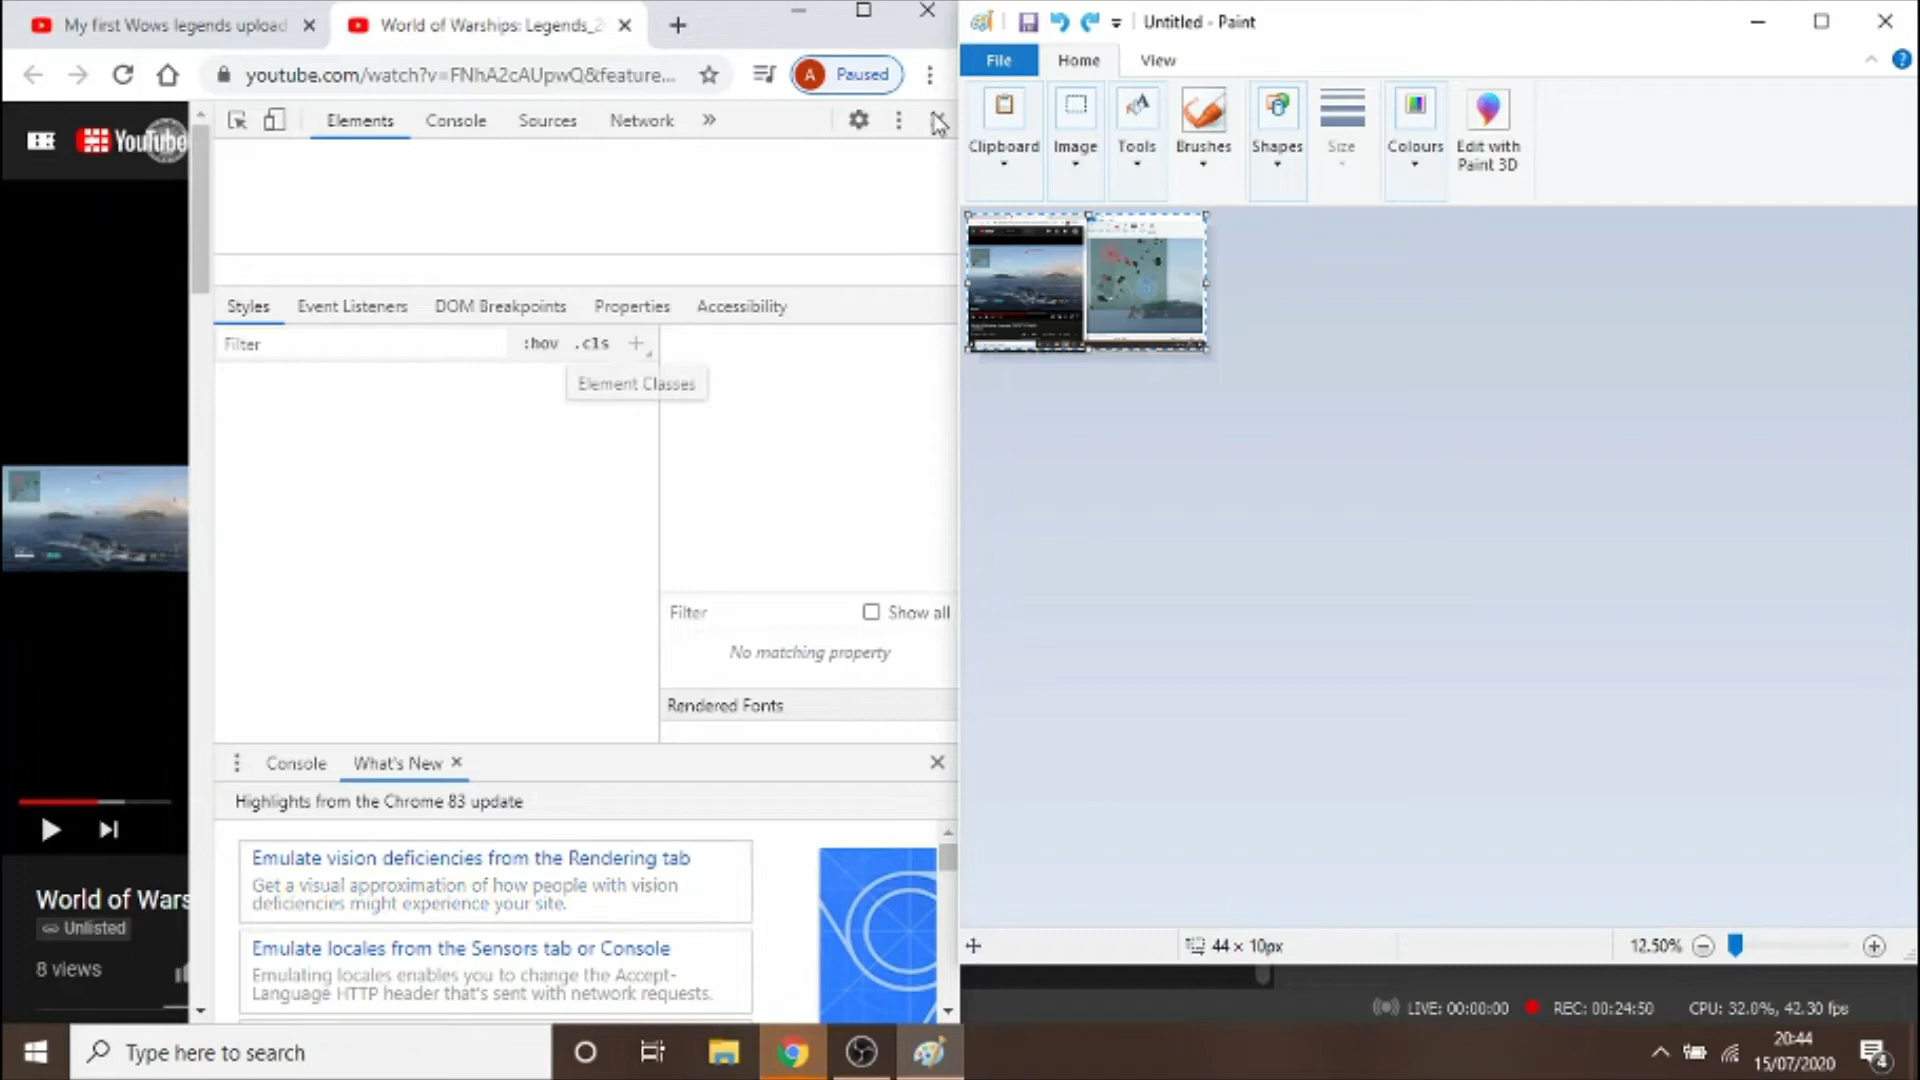 My first Wows legends upload
World of Warships: Legends_2
Untitled - Paint
youtube.com/watch?v=FNhA2cAUpwQ&feature...
A
Paused
File
Home
View
YouTube
Elements
Console
Sources
Network
Clipboard
Image
Tools
Brushes
Shapes
Size
Colours
Edit with
Paint 3D
Styles
Event Listeners
DOM Breakpoints
Properties
Accessibility
Filter
:hov
.cls
Element Classes
Filter
Show all
No matching property
Rendered Fonts
Console
What's New
Highlights from the Chrome 83 update
Emulate vision deficiencies from the Rendering tab
Get a visual approximation of how people with vision
deficiencies might experience your site.
Emulate locales from the Sensors tab or Console
Emulating locales enables you to change the Accept-
Language HTTP header that's sent with network requests.
World of Wars
Unlisted
8 views
44 × 10px
12.50%
LIVE: 00:00:00
REC: 00:24:50
CPU: 32.0%, 42.30 fps
Type here to search
20:44
15/07/2020
4